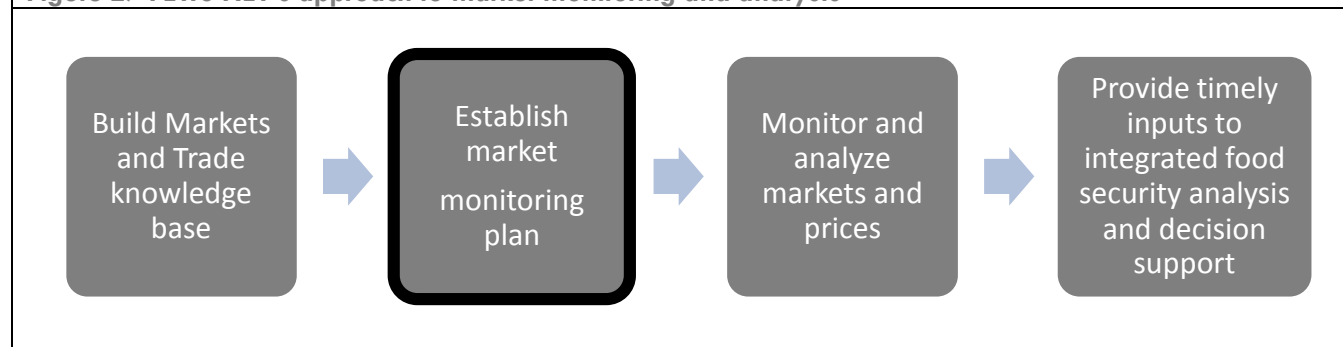 Build Markets
and Trade
knowledge
base
Establish
market
monitoring
plan
Monitor and
analyze
markets and
prices
Provide timely
inputs to
integrated food
security analysis
and decision
support